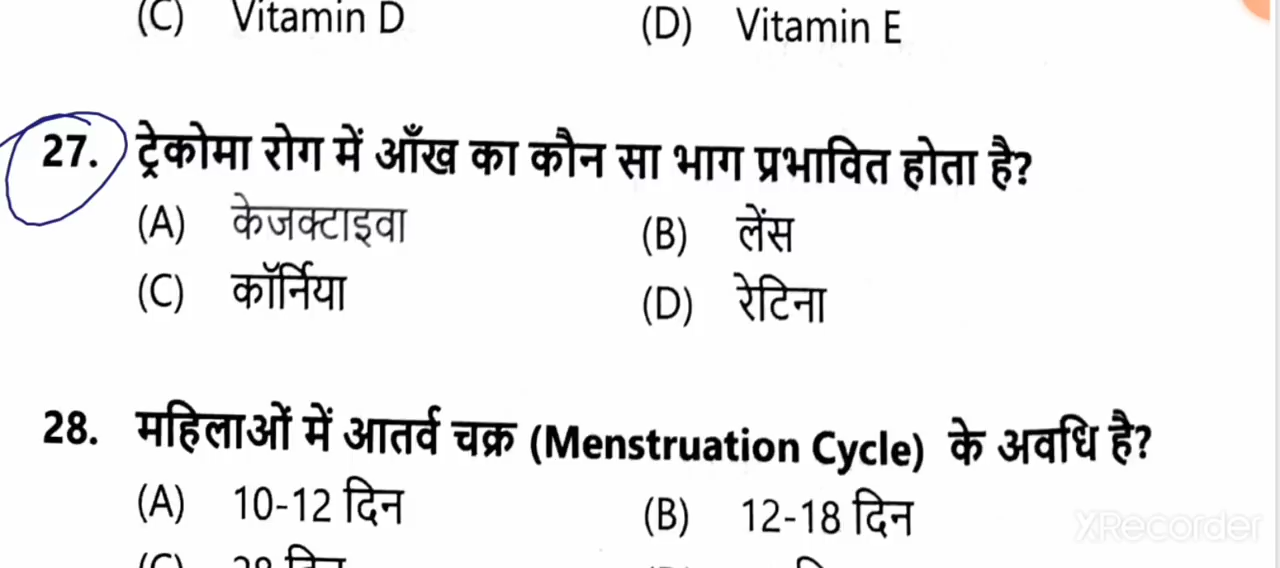 (C) Vitamin D (D) Vitamin E
27. ट्रेकोमा रोग में आँख का कौन सा भाग प्रभावित होता है?
(A) केजक्टाइवा (B) लेंस
(C) कॉर्निया (D) रेटिना
28. महिलाओं में आतर्व चक्र (Menstruation Cycle) के अवधि है?
(A) 10-12 दिन (B) 12-18 दिन
XRecorder